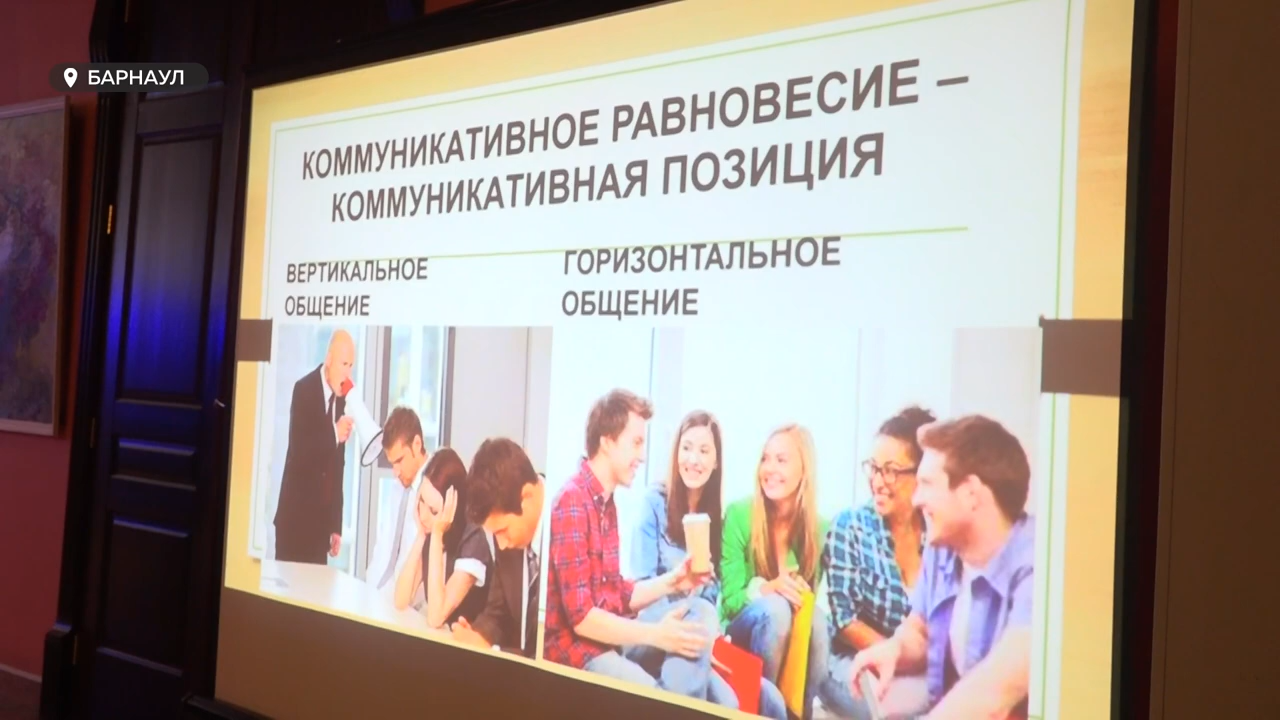 БАРНАУЛ
КОММУНИКАТИВНОЕ РАВНОВЕСИЕ –
КОММУНИКАТИВНАЯ ПОЗИЦИЯ
ВЕРТИКАЛЬНОЕ
ОБЩЕНИЕ
ГОРИЗОНТАЛЬНОЕ
ОБЩЕНИЕ